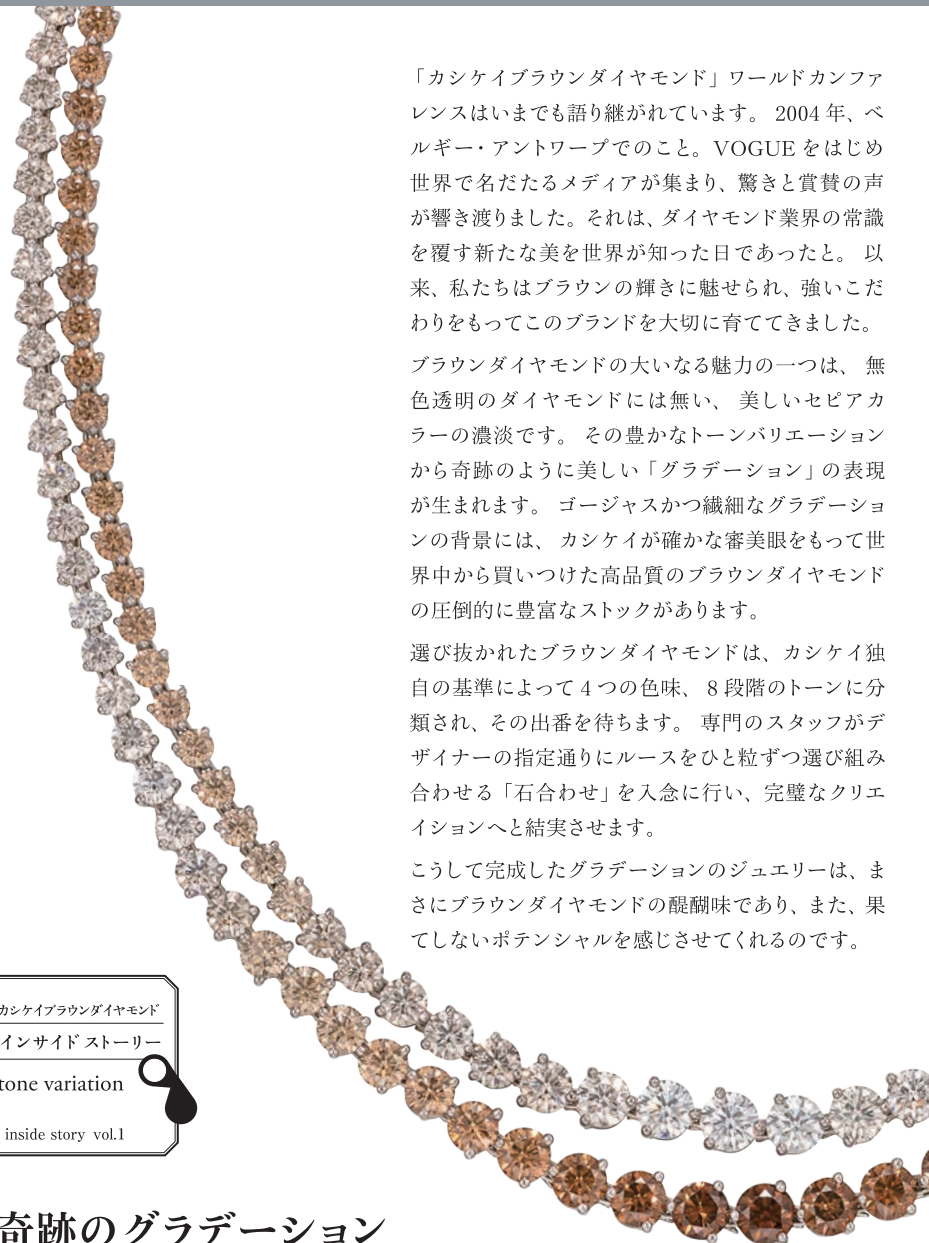 「カシケイブラウンダイヤモンド」ワールドカンファ
レンスはいまでも語り継がれています。 2004 年、ベ
ルギー・アントワープでのこと。VOGUE をはじめ
世界で名だたるメディアが集まり、驚きと賞賛の声
が響き渡りました。それは、ダイヤモンド業界の常識
を覆す新たな美を世界が知った日であったと。 以
来、私たちはブラウンの輝きに魅せられ、強いこだ
わりをもってこのブランドを大切に育ててきました。
ブラウンダイヤモンドの大いなる魅力の一つは、 無
色透明のダイヤモンドには無い、 美しいセピアカ
ラーの濃淡です。 その豊かなトーンバリエーション
から奇跡のように美しい「グラデーション」の表現
が生まれます。 ゴージャスかつ繊細なグラデーショ
ンの背景には、 カシケイが確かな審美眼をもって世
界中から買いつけた高品質のブラウンダイヤモンド
の圧倒的に豊富なストックがあります。
選び抜かれたブラウンダイヤモンドは、カシケイ独
自の基準によって 4 つの色味、 8 段階のトーンに分
類され、その出番を待ちます。 専門のスタッフがデ
ザイナーの指定通りにルースをひと粒ずつ選び組み
合わせる「石合わせ」を入念に行い、完璧なクリエ
イションへと結実させます。
こうして完成したグラデーションのジュエリーは、ま
さにブラウンダイヤモンドの醍醐味であり、また、果
てしないポテンシャルを感じさせてくれるのです。
カシケイブラウンダイヤモンド
インサイド ストーリー
tone variation
inside story vol.1
奇跡のグラデーション